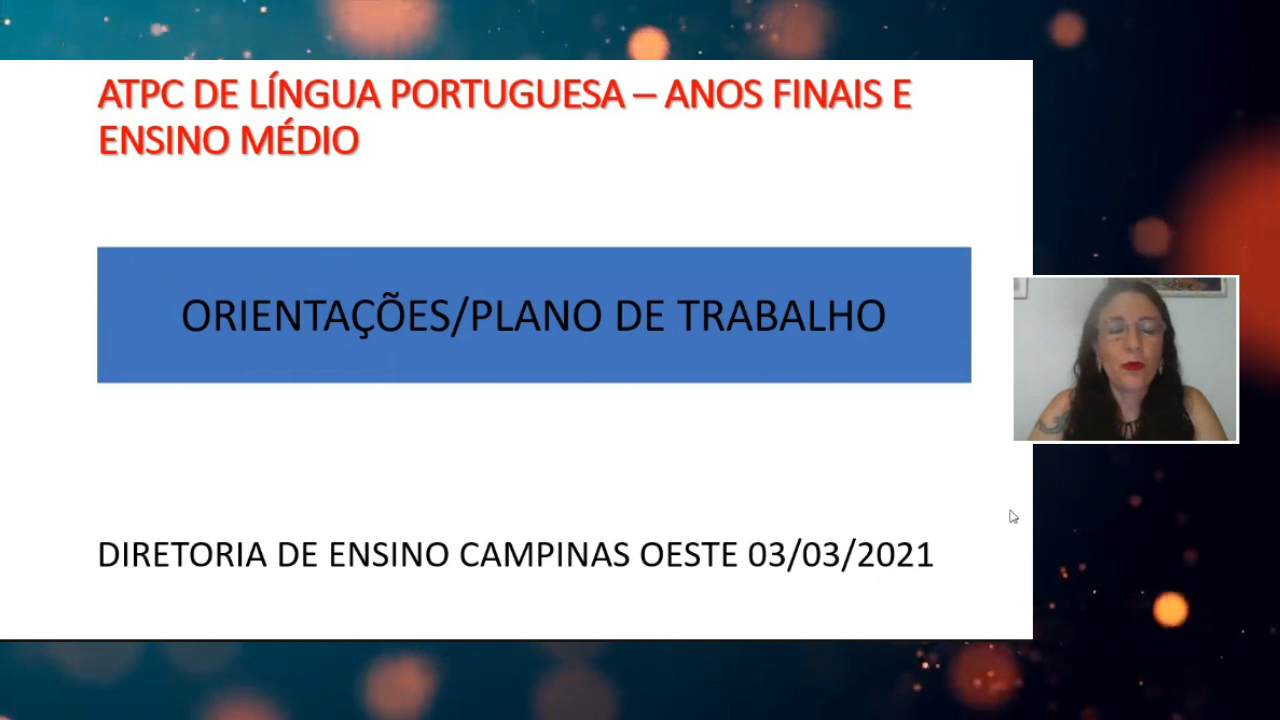 ATPC DE LÍNGUA PORTUGUESA – ANOS FINAIS E
ENSINO MÉDIO
ORIENTAÇÕES/PLANO DE TRABALHO
DIRETORIA DE ENSINO CAMPINAS OESTE 03/03/2021